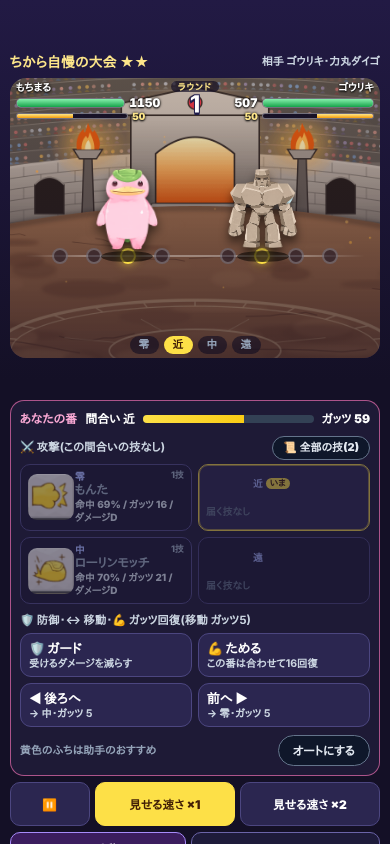 ちから自慢の大会 ★★
相手 ゴウリキ・力丸ダイゴ
もちまる
ラウンド
ゴウリキ
1150
1
507
50
50
零 近 中 遠
あなたの番 間合い 近 ガッツ 59
攻撃(この間合いの技なし)
全部の技(2)
零 1技
もんた
命中 69% / ガッツ 16 /
ダメージD
近 いま
届く技なし
中 1技
ローリンモッチ
命中 70% / ガッツ 21 /
ダメージD
遠
届く技なし
防御・↔ 移動・ ガッツ回復(移動 ガッツ5)
ガード
受けるダメージを減らす
ためる
この番は合わせて16回復
◀ 後ろへ
→ 中・ガッツ 5
前へ ▶
→ 零・ガッツ 5
黄色のふちは助手のおすすめ
オートにする
見せる速さ ×1
見せる速さ ×2